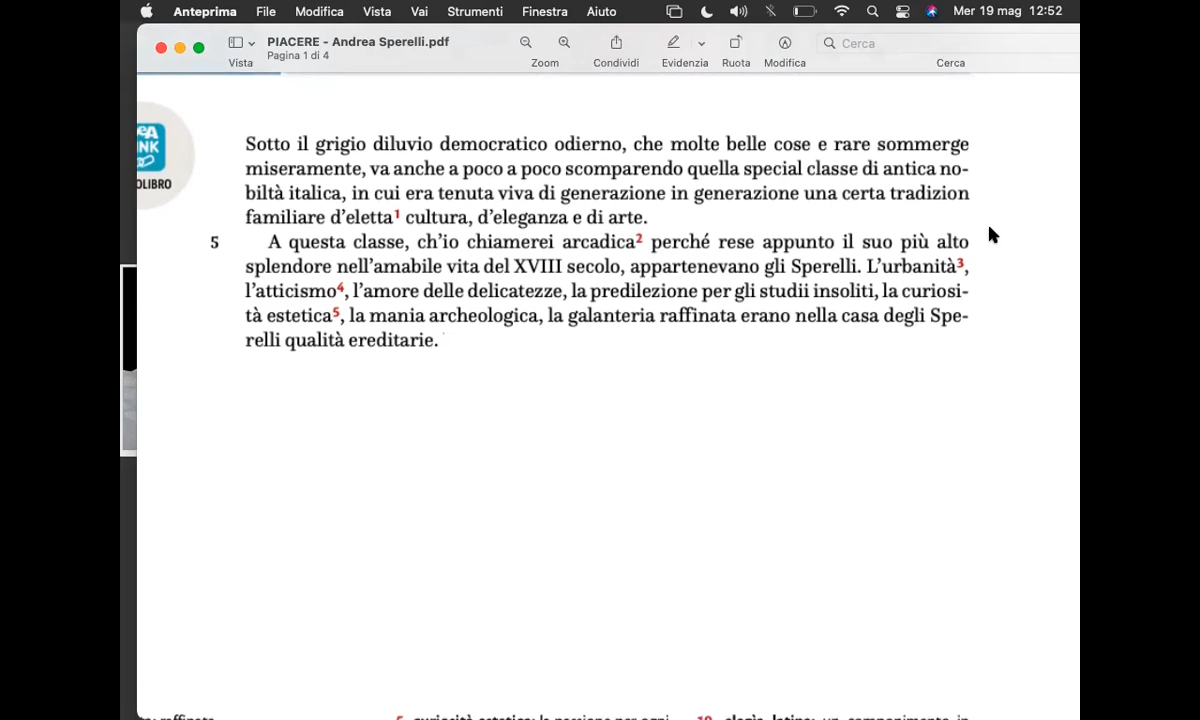 Anteprima File Modifica Vista Vai Strumenti Finestra Aiuto Mer 19 mag 12:52
PIACERE - Andrea Sperelli.pdf
Pagina 1 di 4
Cerca
Vista Zoom Condividi Evidenzia Ruota Modifica Cerca
Sotto il grigio diluvio democratico odierno, che molte belle cose e rare sommerge
miseramente, va anche a poco a poco scomparendo quella special classe di antica no-
biltà italica, in cui era tenuta viva di generazione in generazione una certa tradizion
familiare d'eletta1 cultura, d'eleganza e di arte.
5 A questa classe, ch'io chiamerei arcadica2 perché rese appunto il suo più alto
splendore nell'amabile vita del XVIII secolo, appartenevano gli Sperelli. L'urbanità3,
l'atticismo4, l'amore delle delicatezze, la predilezione per gli studii insoliti, la curiosi-
tà estetica5, la mania archeologica, la galanteria raffinata erano nella casa degli Spe-
relli qualità ereditarie.